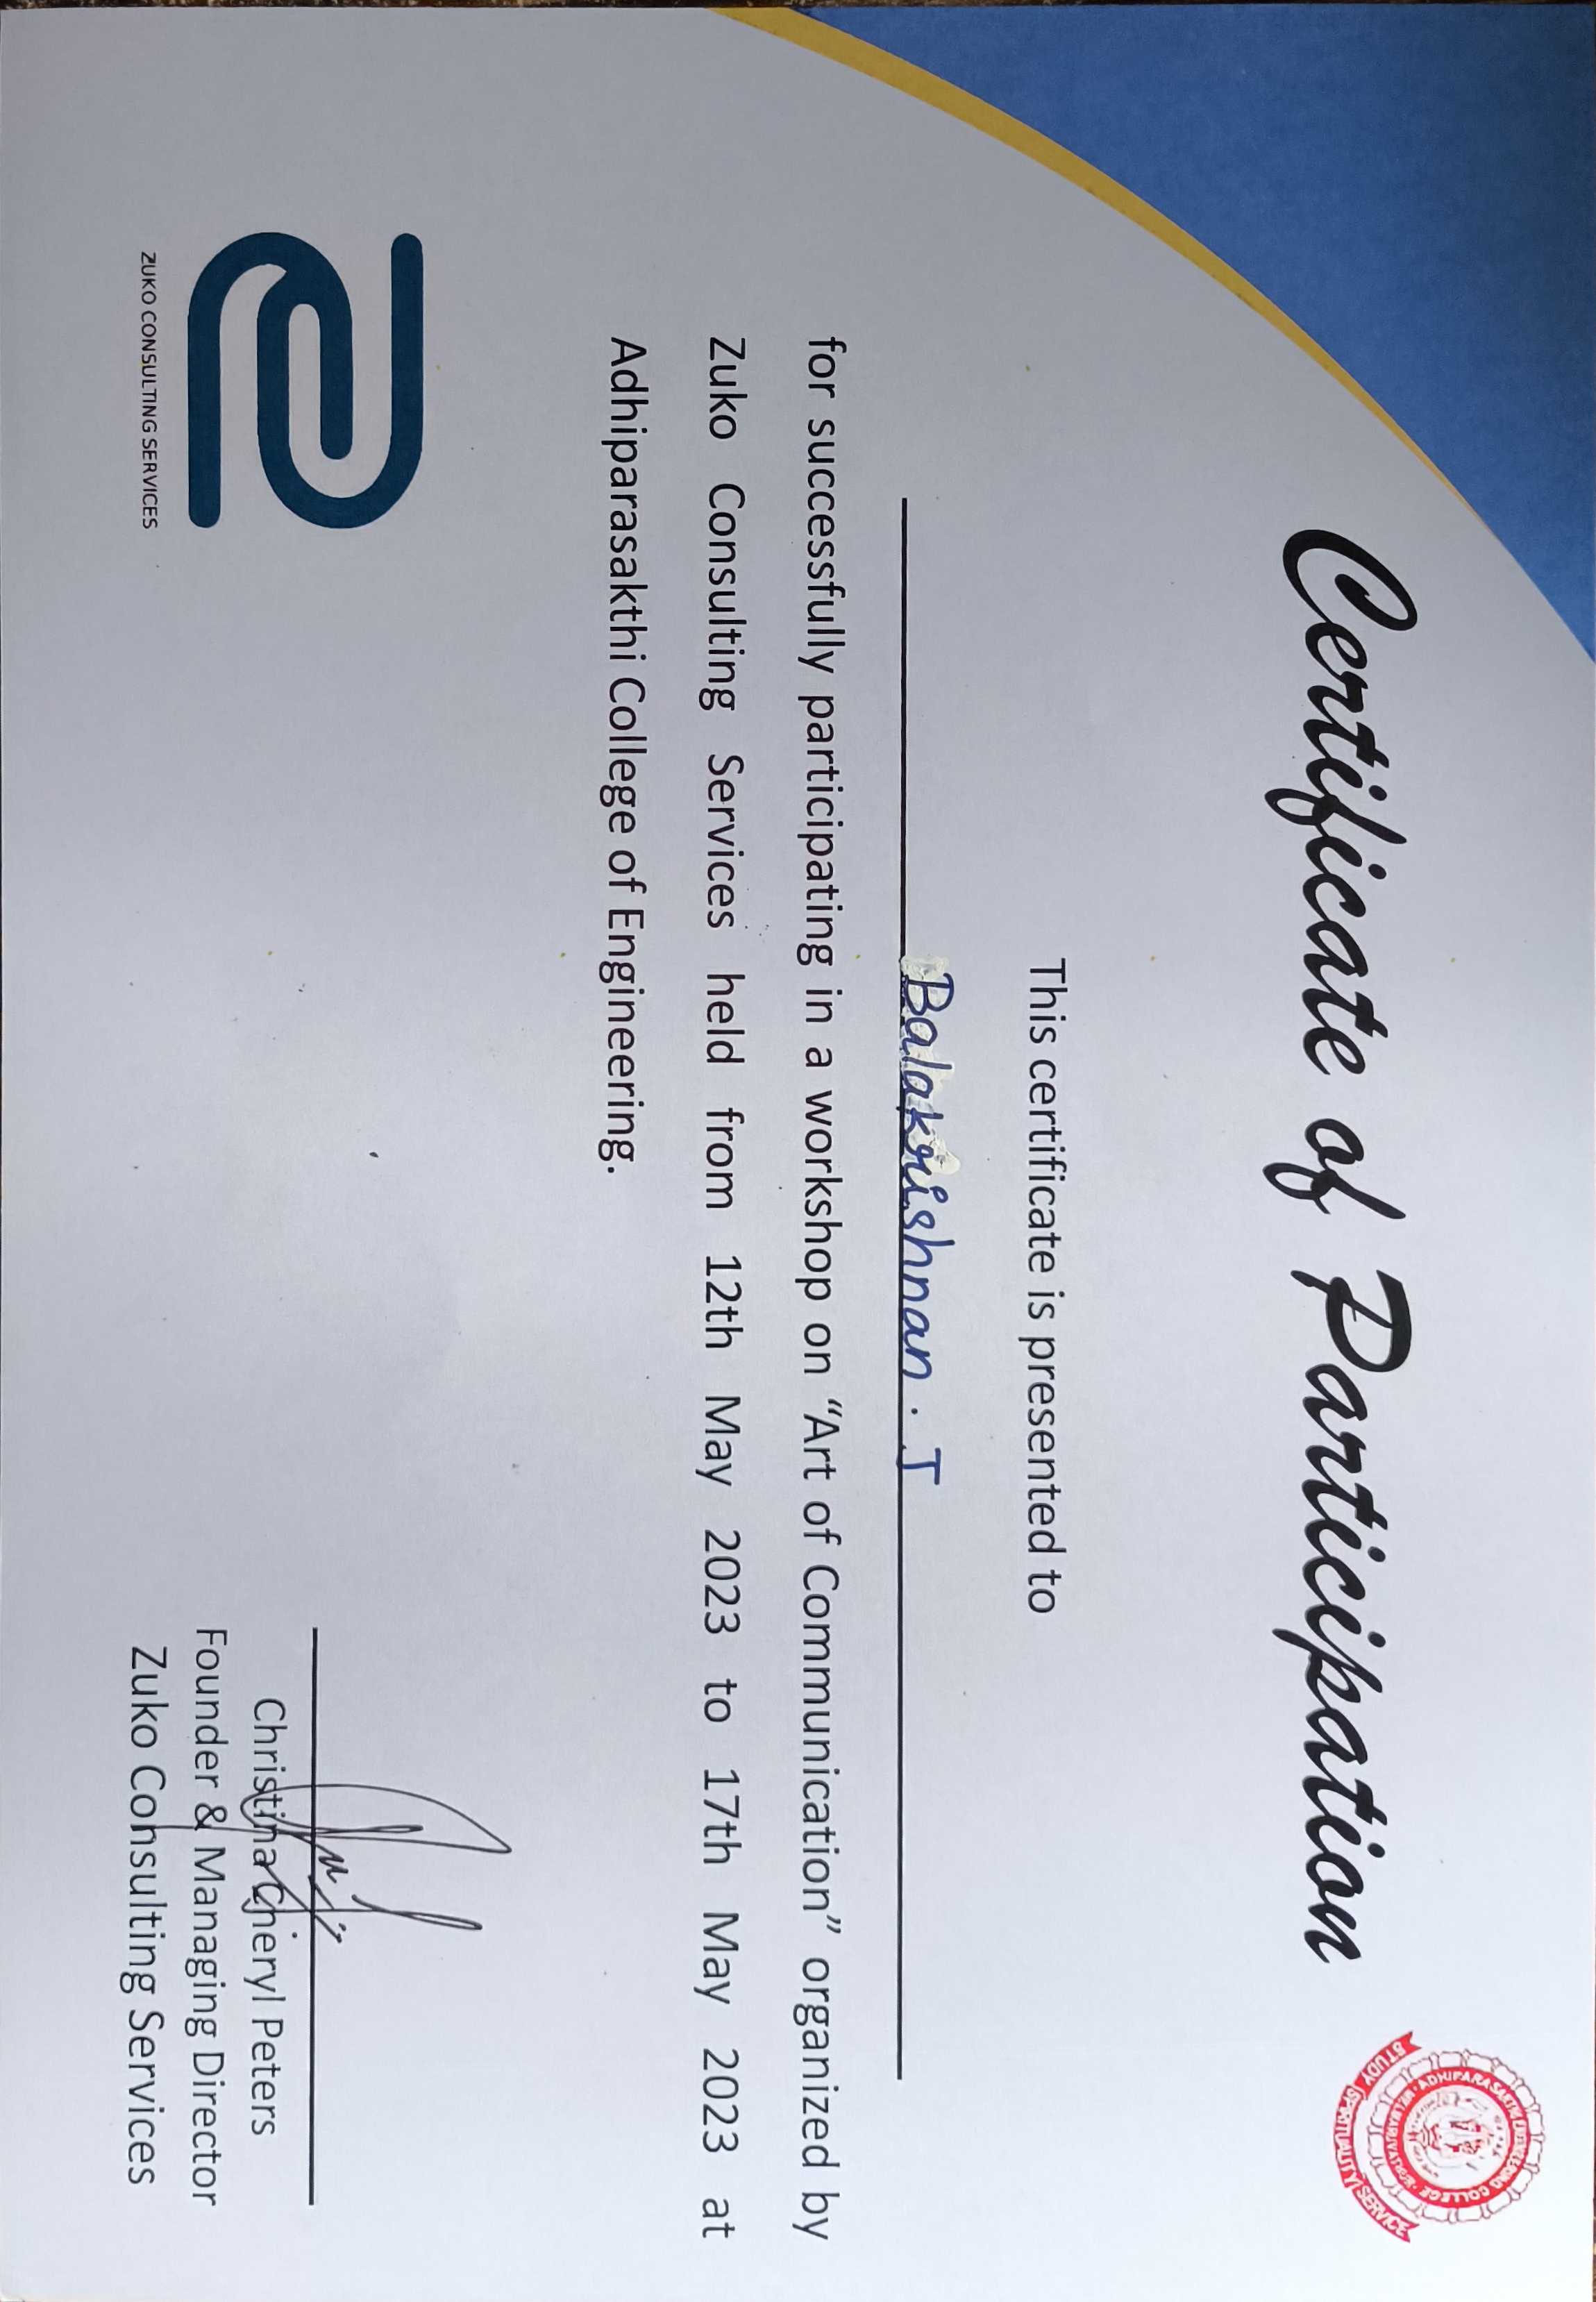 ADHIPARASAKTHI ENGINEERING COLLEGE
MELMARUVATHUR
STUDY SPIRITUALITY SERVICE
Certificate of Participation
This certificate is presented to
Balakrishnan . J
for successfully participating in a workshop on “Art of Communication” organized by
Zuko Consulting Services held from 12th May 2023 to 17th May 2023 at
Adhiparasakthi College of Engineering.
Christina Cheryl Peters
Founder & Managing Director
Zuko Consulting Services
ZUKO CONSULTING SERVICES